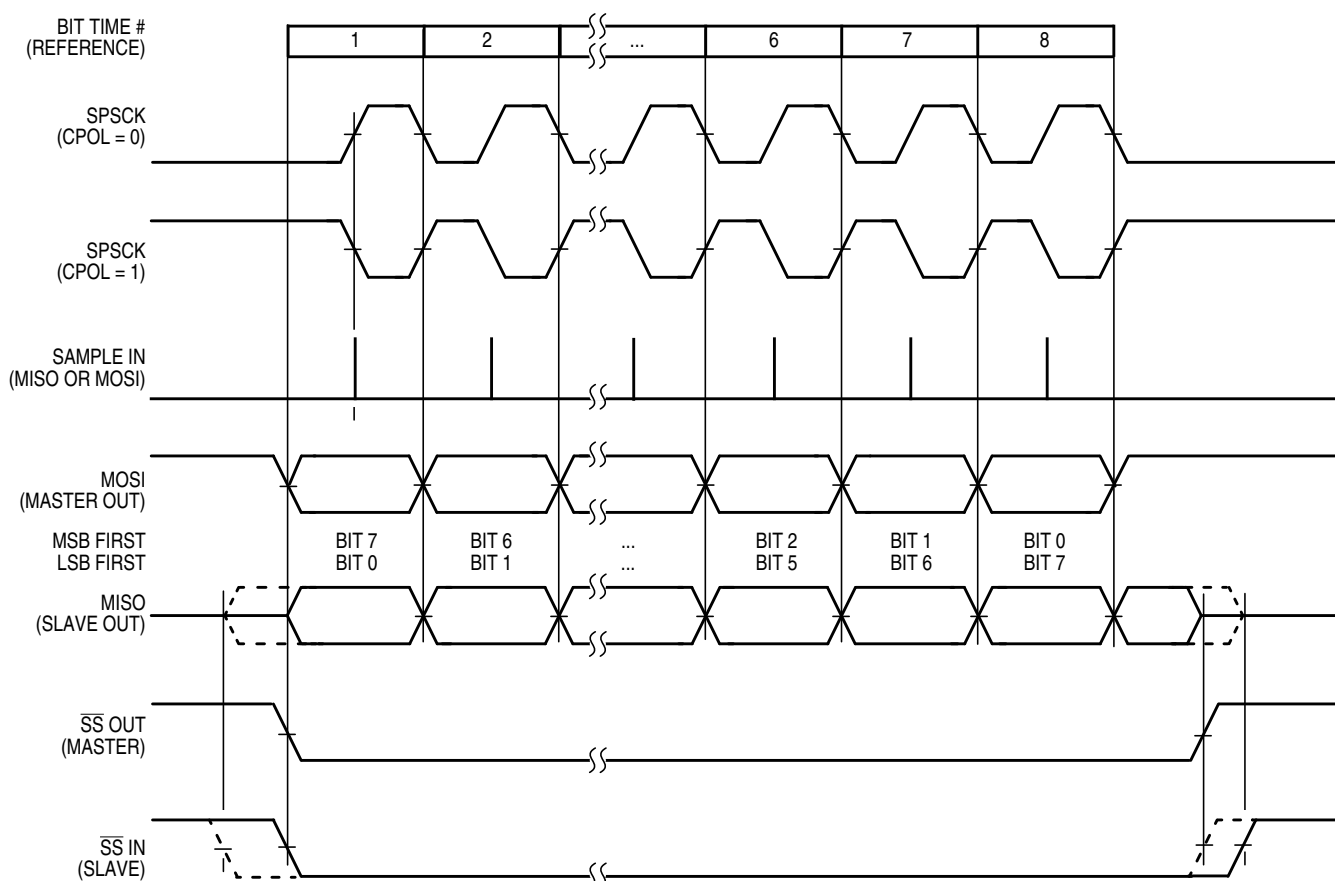 BIT TIME #
(REFERENCE)
1 2 ... 6 7 8
SPSCK
(CPOL = 0)
SPSCK
(CPOL = 1)
SAMPLE IN
(MISO OR MOSI)
MOSI
(MASTER OUT)
MSB FIRST BIT 7 BIT 6 ... BIT 2 BIT 1 BIT 0
LSB FIRST BIT 0 BIT 1 ... BIT 5 BIT 6 BIT 7
MISO
(SLAVE OUT)
S̅S̅ OUT
(MASTER)
S̅S̅ IN
(SLAVE)